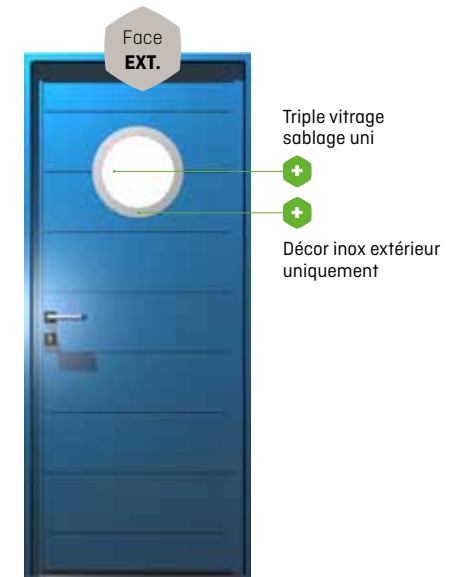 Face
EXT.
Triple vitrage
sablage uni
Décor inox extérieur
uniquement